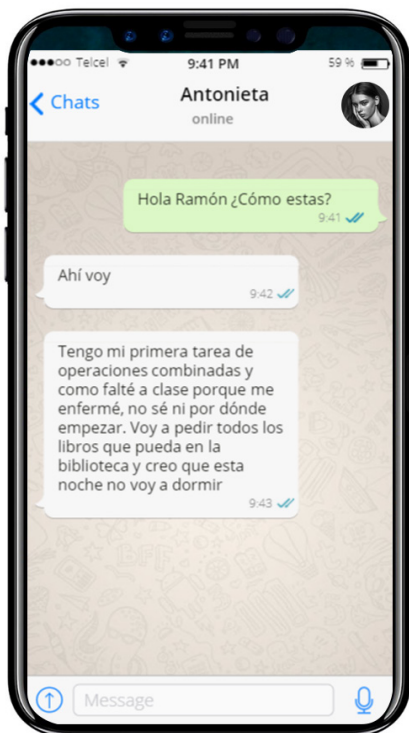 ●●●○○ Telcel 9:41 PM 59 %
Chats
Antonieta
online
Hola Ramón ¿Cómo estas?
9:41
Ahí voy
9:42
Tengo mi primera tarea de
operaciones combinadas y
como falté a clase porque me
enfermé, no sé ni por dónde
empezar. Voy a pedir todos los
libros que pueda en la
biblioteca y creo que esta
noche no voy a dormir
9:43
BFF
Message